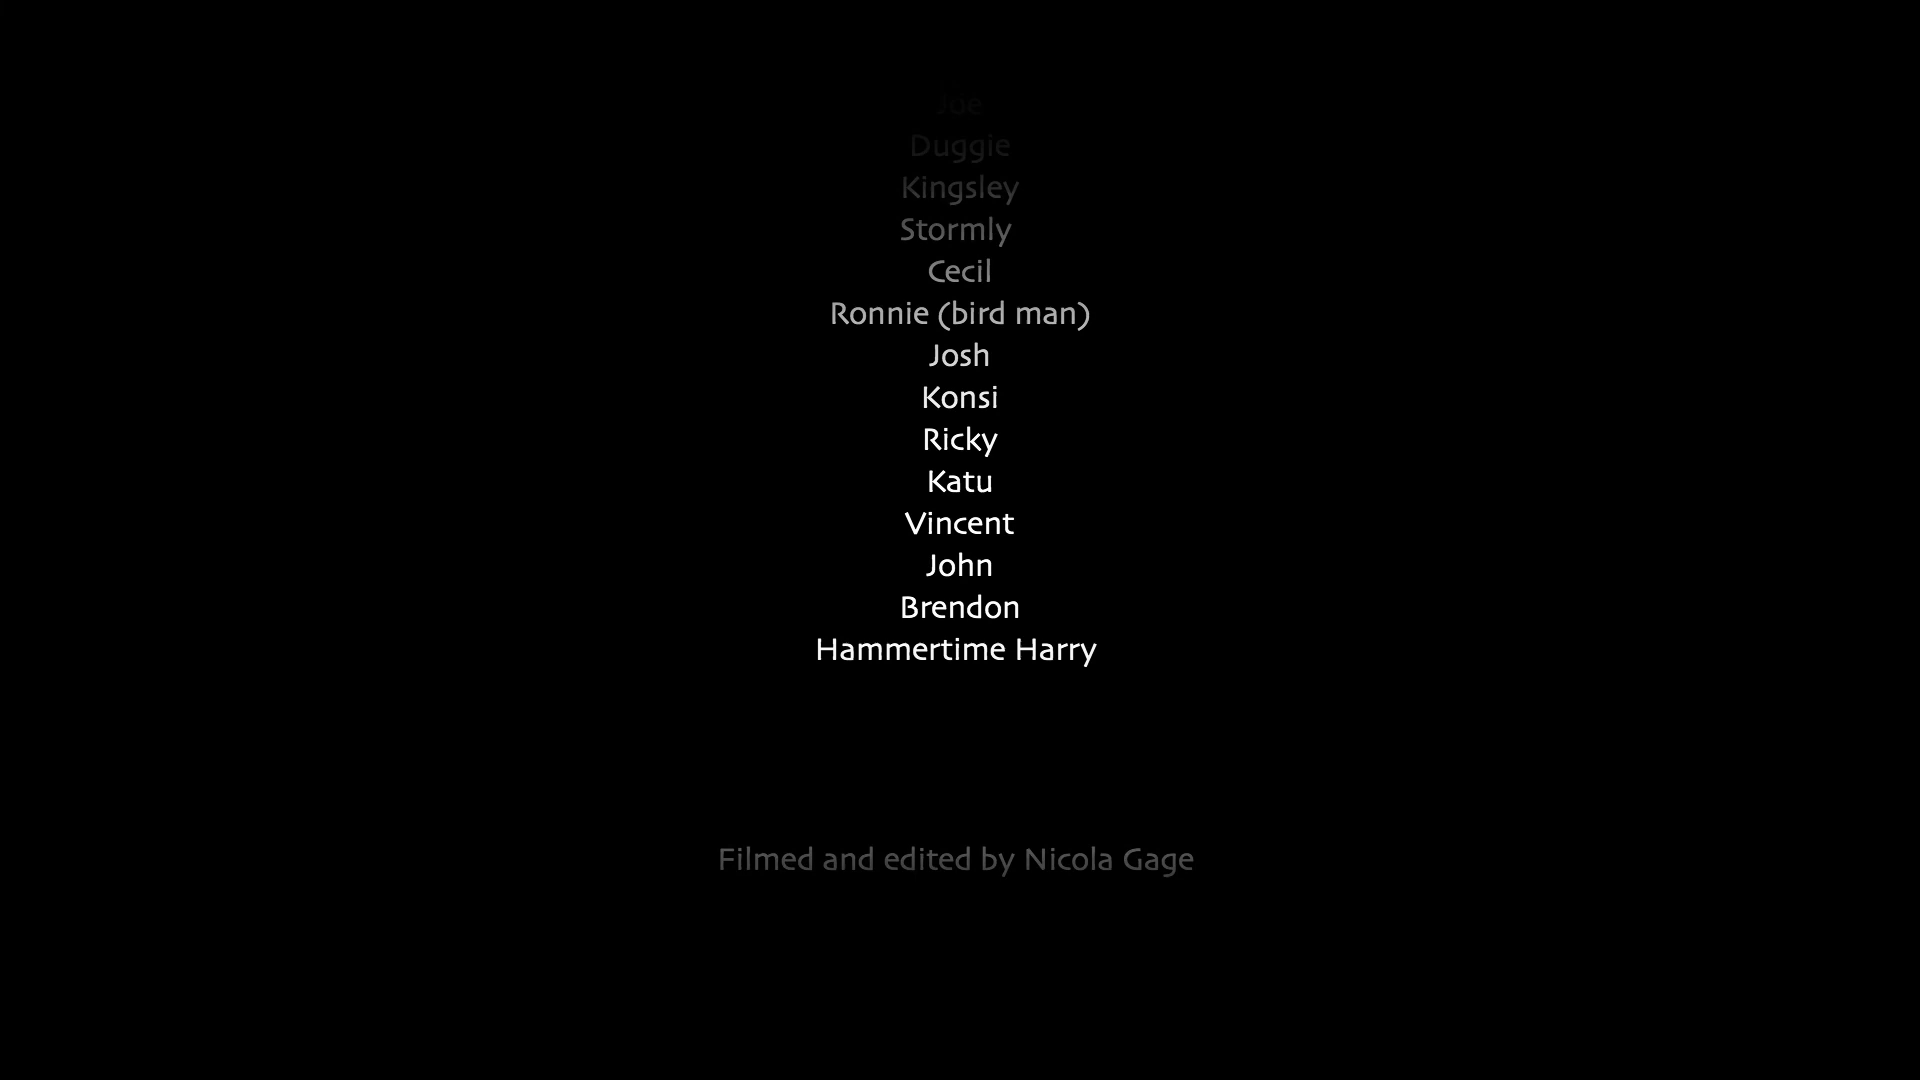 Joe
Duggie
Kingsley
Stormly
Cecil
Ronnie (bird man)
Josh
Konsi
Ricky
Katu
Vincent
John
Brendon
Hammertime Harry
Filmed and edited by Nicola Gage